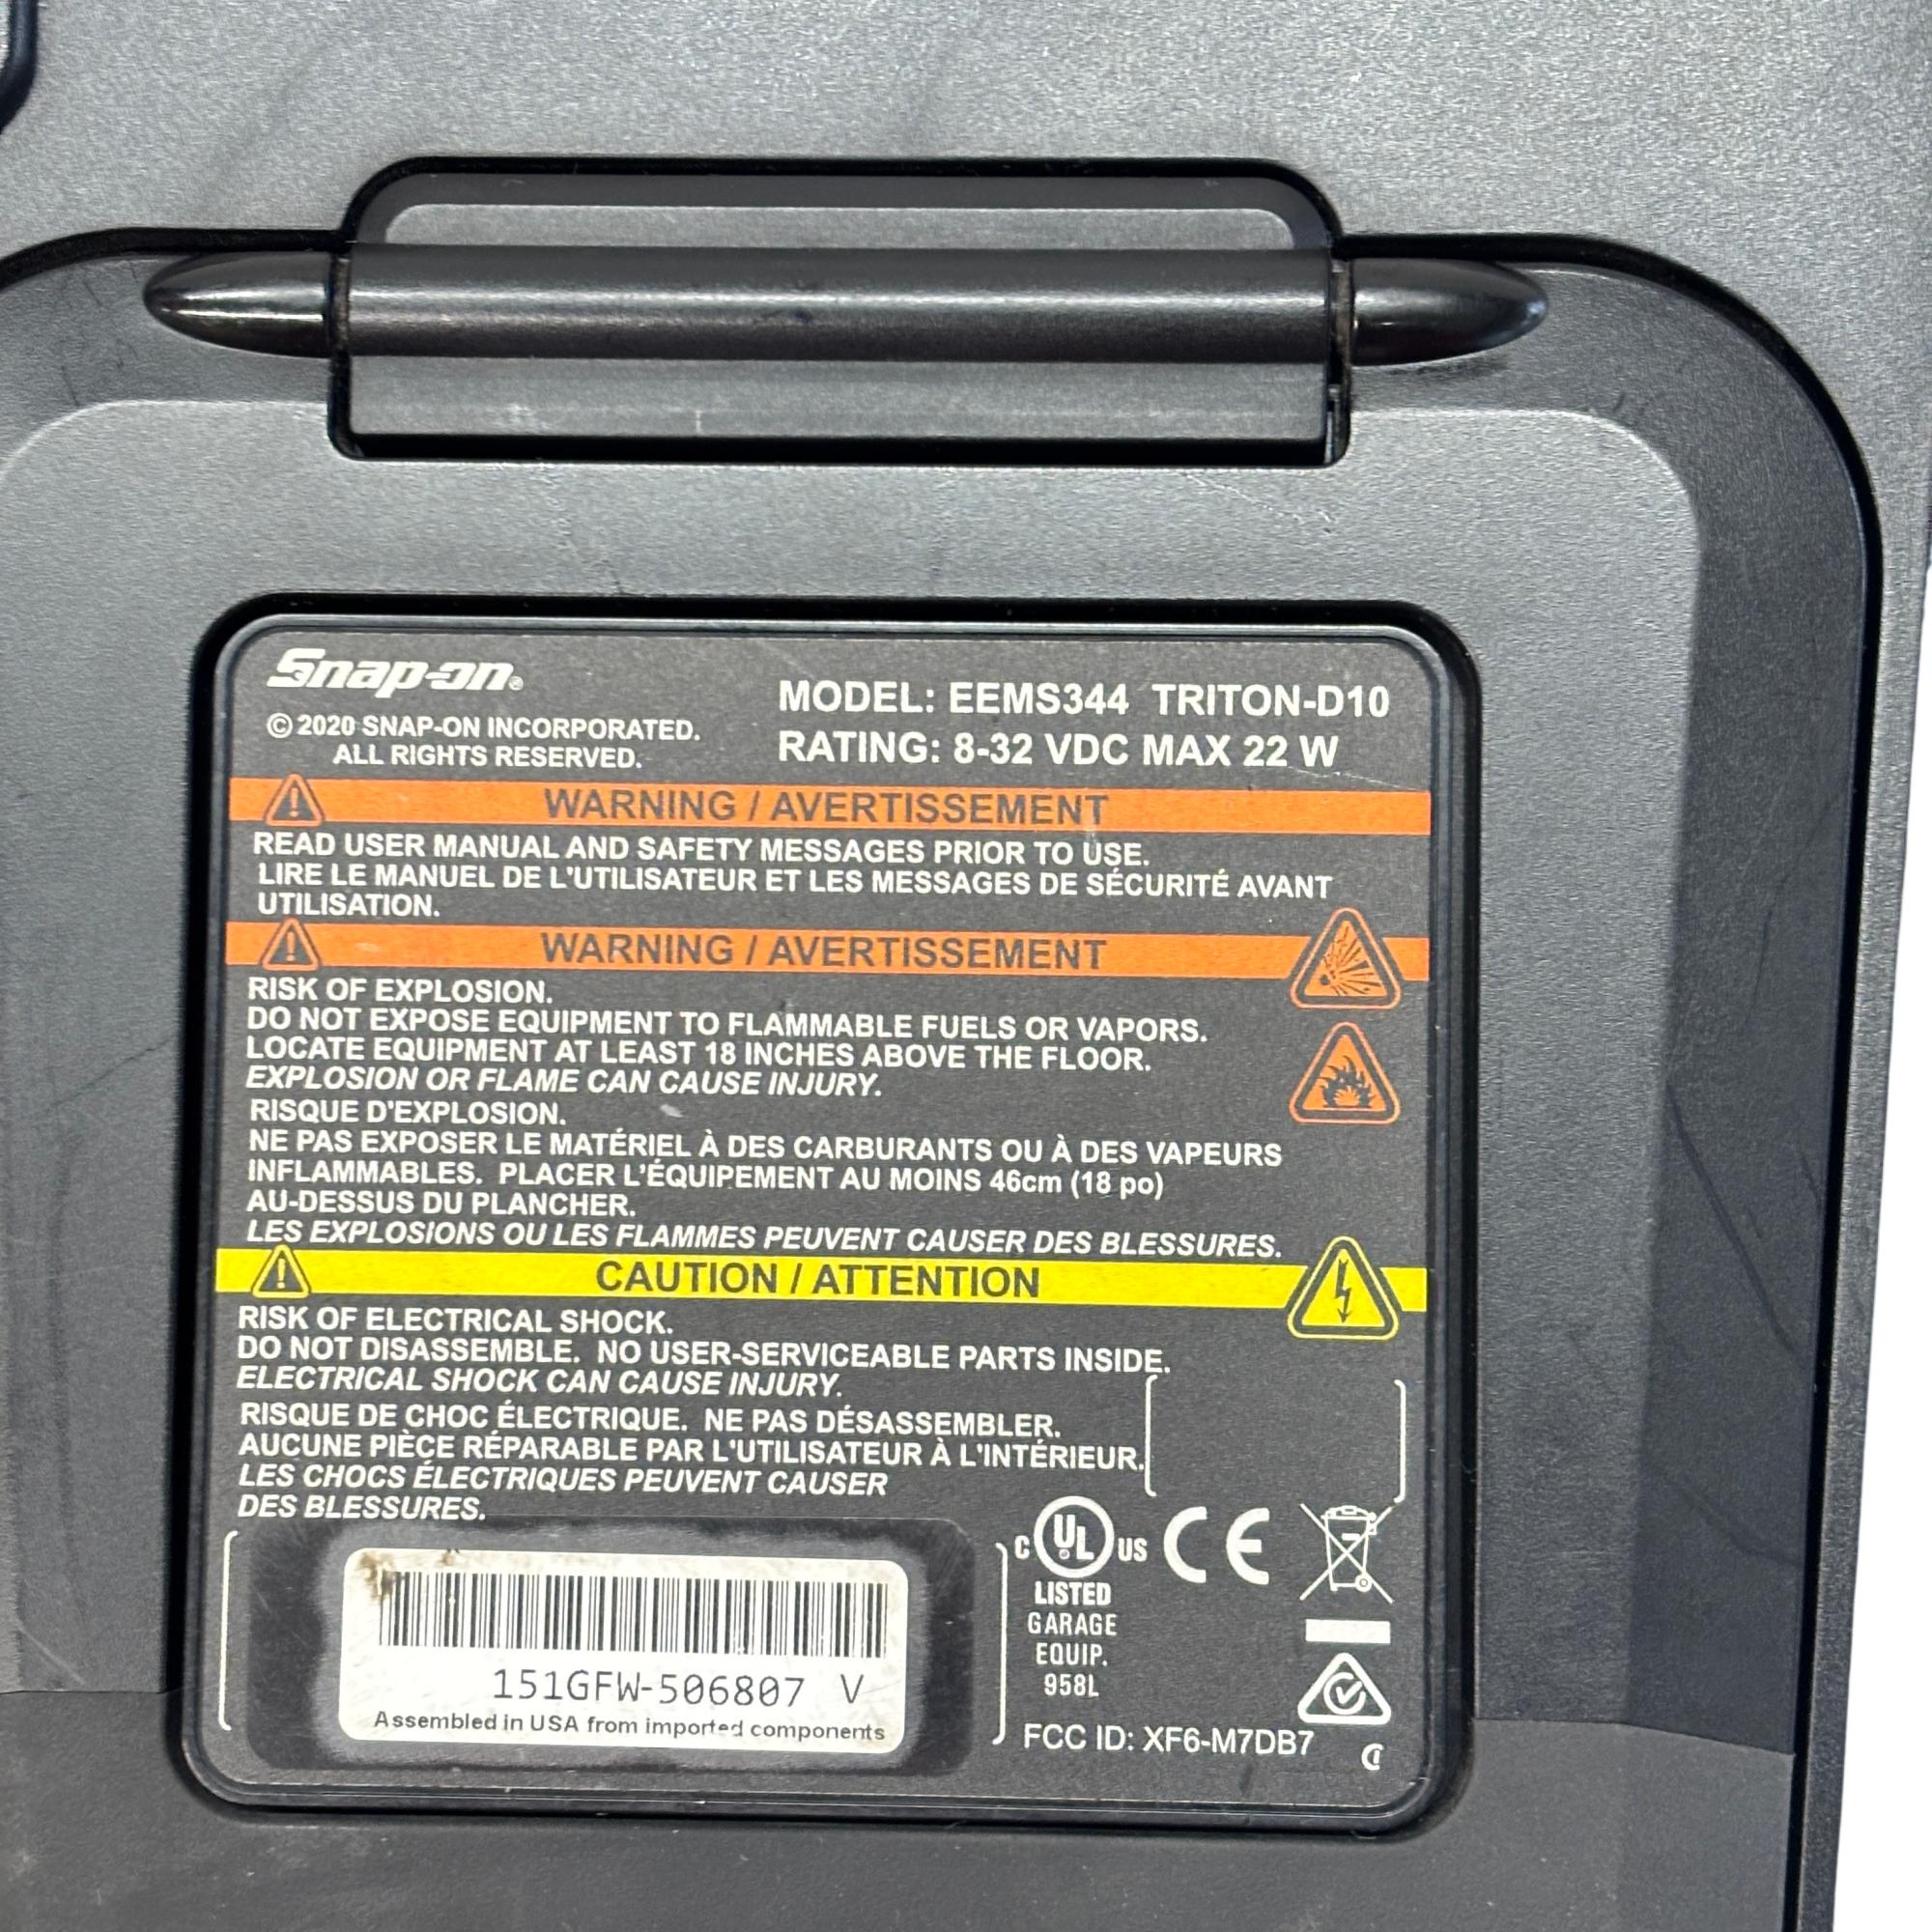 Snap-on®
© 2020 SNAP-ON INCORPORATED.
ALL RIGHTS RESERVED.
MODEL: EEMS344 TRITON-D10
RATING: 8-32 VDC MAX 22 W
WARNING / AVERTISSEMENT
READ USER MANUAL AND SAFETY MESSAGES PRIOR TO USE.
LIRE LE MANUEL DE L'UTILISATEUR ET LES MESSAGES DE SÉCURITÉ AVANT
UTILISATION.
WARNING / AVERTISSEMENT
RISK OF EXPLOSION.
DO NOT EXPOSE EQUIPMENT TO FLAMMABLE FUELS OR VAPORS.
LOCATE EQUIPMENT AT LEAST 18 INCHES ABOVE THE FLOOR.
EXPLOSION OR FLAME CAN CAUSE INJURY.
RISQUE D'EXPLOSION.
NE PAS EXPOSER LE MATÉRIEL À DES CARBURANTS OU À DES VAPEURS
INFLAMMABLES. PLACER L'ÉQUIPEMENT AU MOINS 46cm (18 po)
AU-DESSUS DU PLANCHER.
LES EXPLOSIONS OU LES FLAMMES PEUVENT CAUSER DES BLESSURES.
CAUTION / ATTENTION
RISK OF ELECTRICAL SHOCK.
DO NOT DISASSEMBLE. NO USER-SERVICEABLE PARTS INSIDE.
ELECTRICAL SHOCK CAN CAUSE INJURY.
RISQUE DE CHOC ÉLECTRIQUE. NE PAS DÉSASSEMBLER.
AUCUNE PIÈCE RÉPARABLE PAR L'UTILISATEUR À L'INTÉRIEUR.
LES CHOCS ÉLECTRIQUES PEUVENT CAUSER
DES BLESSURES.
151GFW-506807 V
Assembled in USA from imported components
C UL US CE
LISTED
GARAGE
EQUIP.
958L
FCC ID: XF6-M7DB7